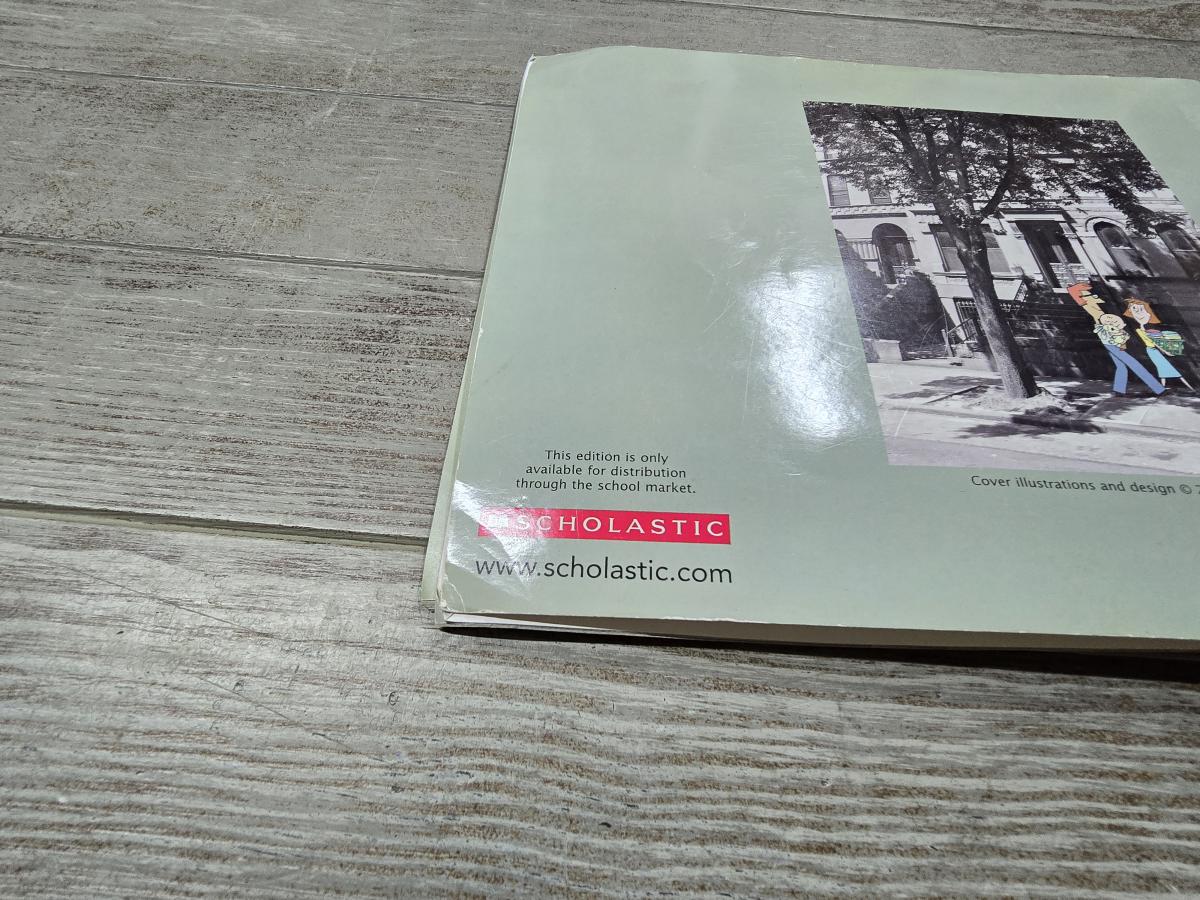 This edition is only
available for distribution
through the school market.
SCHOLASTIC
www.scholastic.com
Cover illustrations and design ©